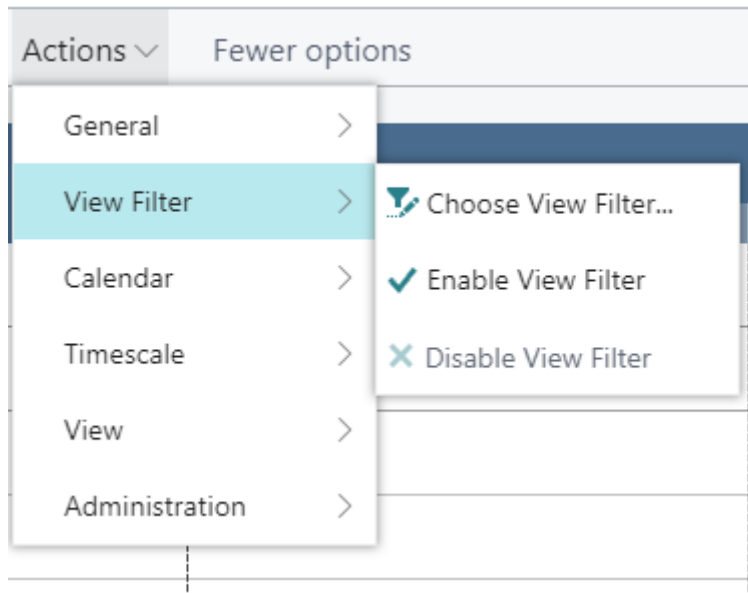 Actions
Fewer options
General
View Filter
Choose View Filter...
Enable View Filter
Calendar
Disable View Filter
Timescale
View
Administration